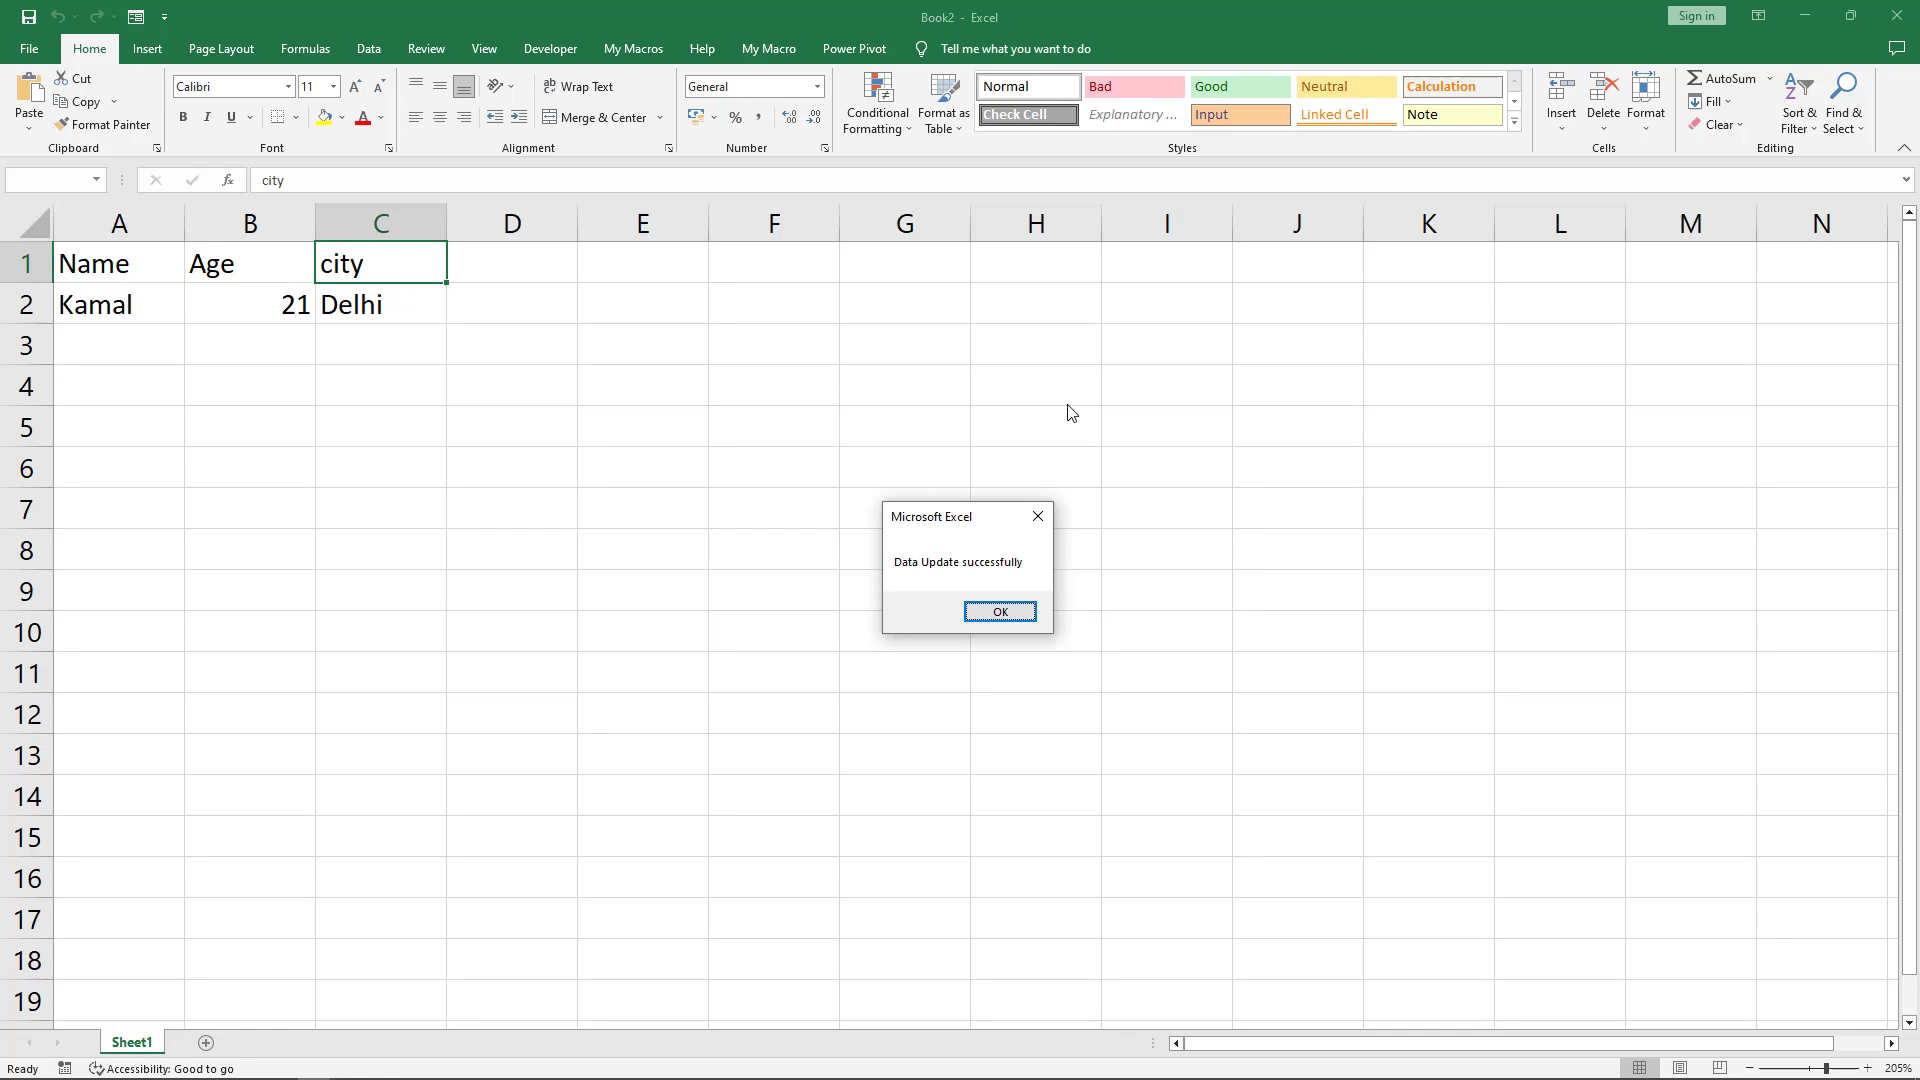 Book2 - Excel
Sign in
File Home Insert Page Layout Formulas Data Review View Developer My Macros Help My Macro Power Pivot Tell me what you want to do
Paste
Cut
Copy
Format Painter
Clipboard
Calibri 11
B I U
Font
Wrap Text
Merge & Center
Alignment
General
Number
Conditional Formatting
Format as Table
Normal Bad Good Neutral Calculation
Check Cell Explanatory ... Input Linked Cell Note
Styles
Insert Delete Format
Cells
AutoSum
Fill
Clear
Sort & Filter
Find & Select
Editing
fx city
A B C D E F G H I J K L M N
1 Name Age city
2 Kamal 21 Delhi
3
4
5
6
7
8
9
10
11
12
13
14
15
16
17
18
19
Microsoft Excel
Data Update successfully
OK
Sheet1
Ready Accessibility: Good to go 205%